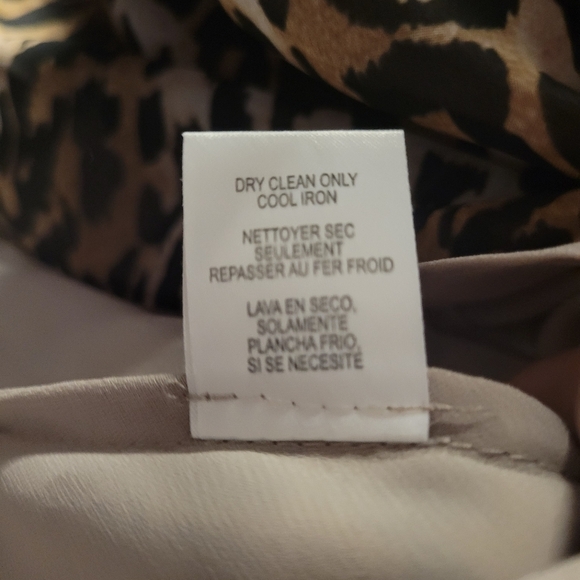 DRY CLEAN ONLY
COOL IRON
NETTOYER SEC
SEULEMENT
REPASSER AU FER FROID
LAVA EN SECO,
SOLAMENTE
PLANCHA FRIO,
SI SE NECESITÉ